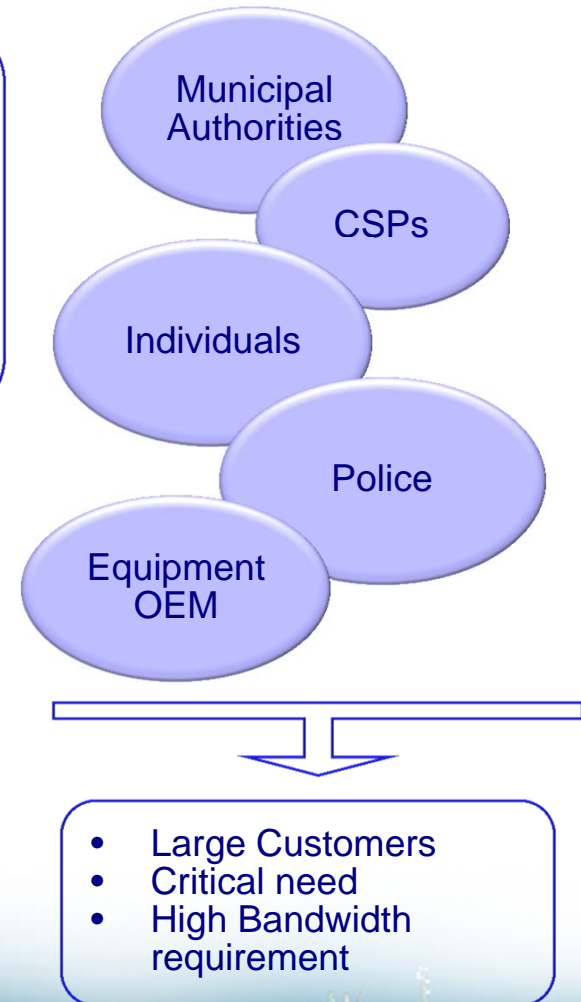 Municipal
Authorities
CSPs
Individuals
Police
Equipment
OEM
• Large Customers
• Critical need
• High Bandwidth
requirement